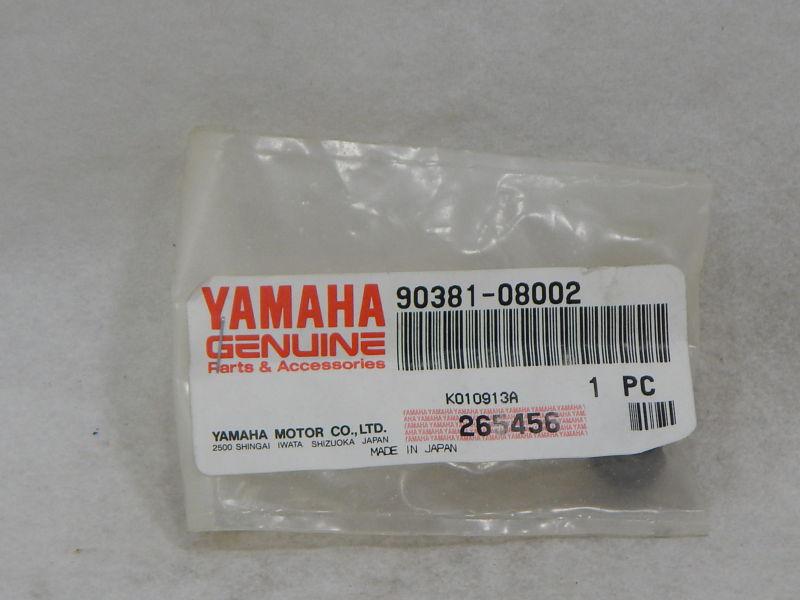 YAMAHA
GENUINE
Parts & Accessories
90381-08002
K010913A
1 PC
265456
YAMAHA MOTOR CO.,LTD.
2500 SHINGAI IWATA SHIZUOKA JAPAN
MADE IN JAPAN